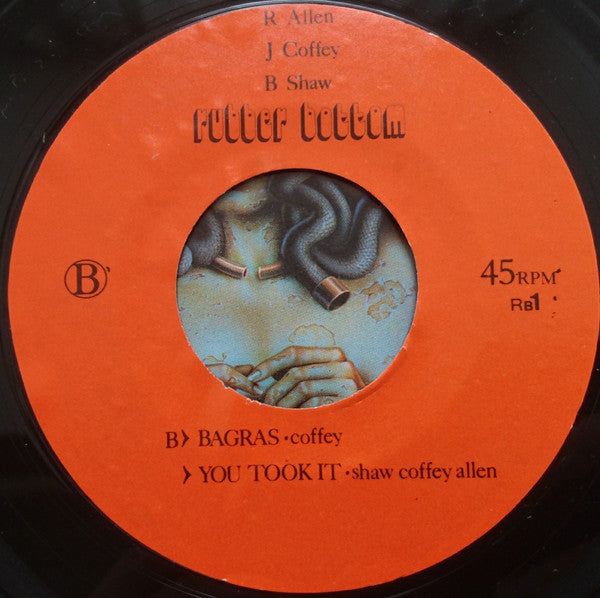 R Allen
J Coffey
B Shaw
rubber bottom
B
45RPM
RB1
B> BAGRAS •coffey
> YOU TOOK IT •shaw coffey allen